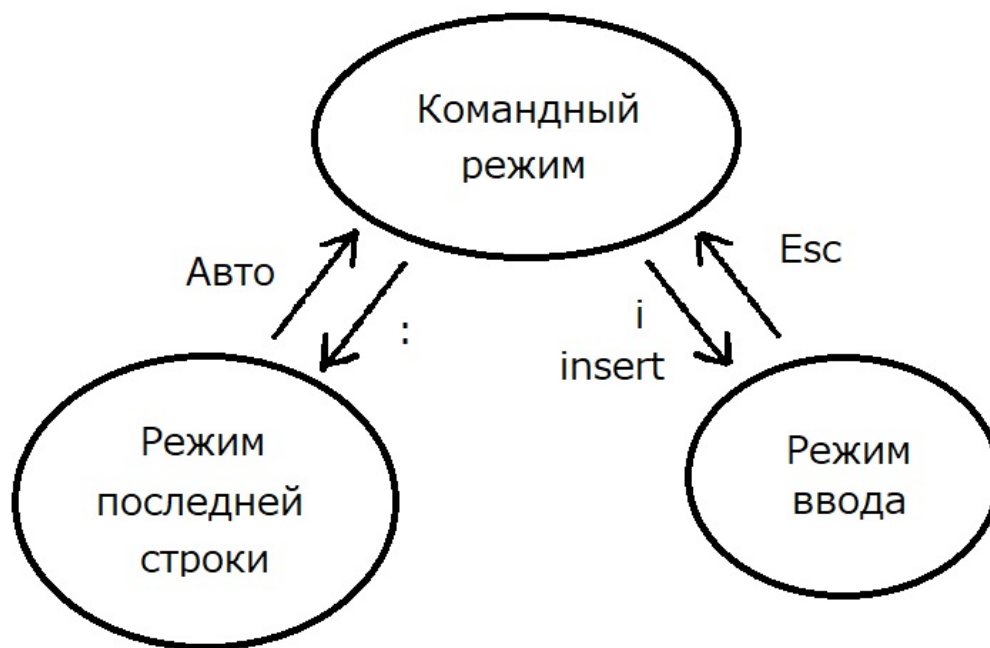 Командный
режим
Авто
:
Esc
i
insert
Режим
последней
строки
Режим
ввода